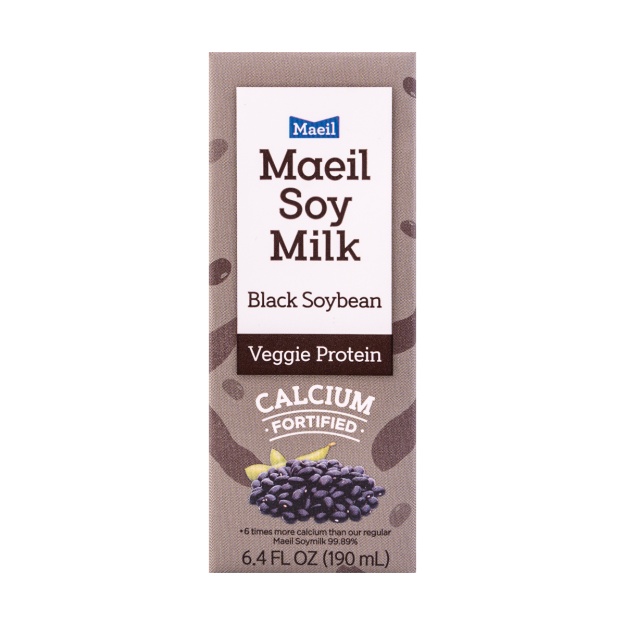 Maeil
Maeil
Soy
Milk
Black Soybean
Veggie Protein
CALCIUM
· FORTIFIED ·
*6 times more calcium than our regular
Maeil Soymilk 99.89%
6.4 FL OZ (190 mL)